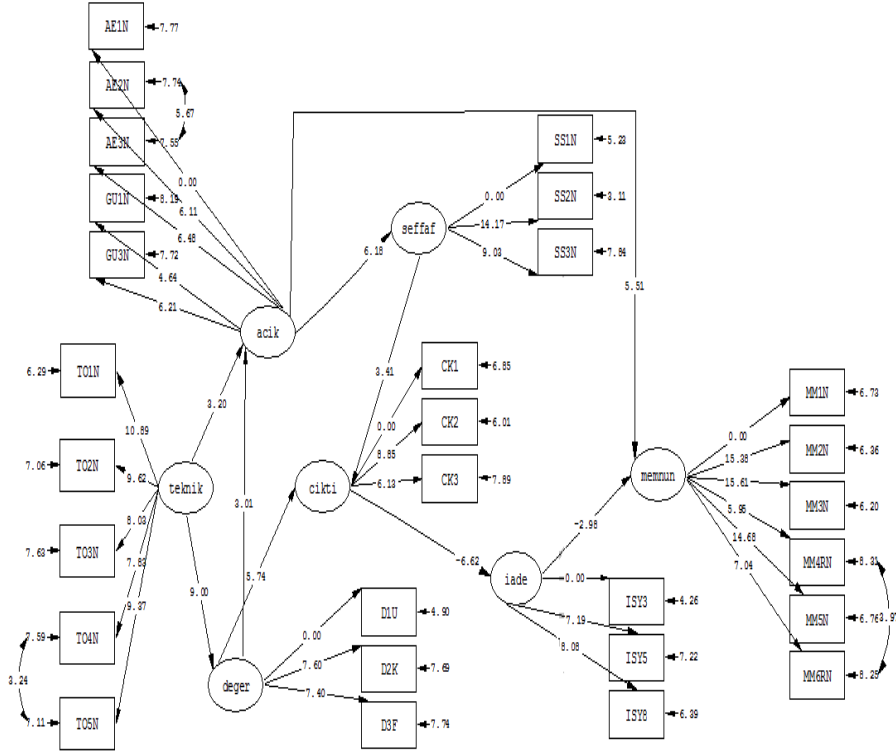 AE1N
7.77
AE2N
7.74
5.67
AE3N
7.55
GU1N
8.19
GU3N
7.72
0.00
6.11
6.48
4.64
6.21
acik
6.18
seffaf
0.00
-14.17
9.03
SS1N
5.23
SS2N
3.11
SS3N
7.84
5.51
3.41
6.29
TO1N
7.06
TO2N
7.63
TO3N
7.59
TO4N
3.24
7.11
TO5N
10.89
9.62
8.03
7.83
9.37
teknik
3.20
3.01
9.00
deger
5.74
cikti
0.00
8.85
6.13
CK1
6.85
CK2
6.01
CK3
7.89
0.00
7.60
7.40
D1U
4.90
D2K
7.69
D3F
7.74
-6.62
iade
-2.98
0.00
7.19
8.08
ISY3
4.26
ISY5
7.22
ISY8
6.39
memnun
0.00
15.38
15.61
14.68
7.04
MM1N
6.73
MM2N
6.36
MM3N
6.20
MM4RN
8.31
MM5N
6.76
MM6RN
8.25